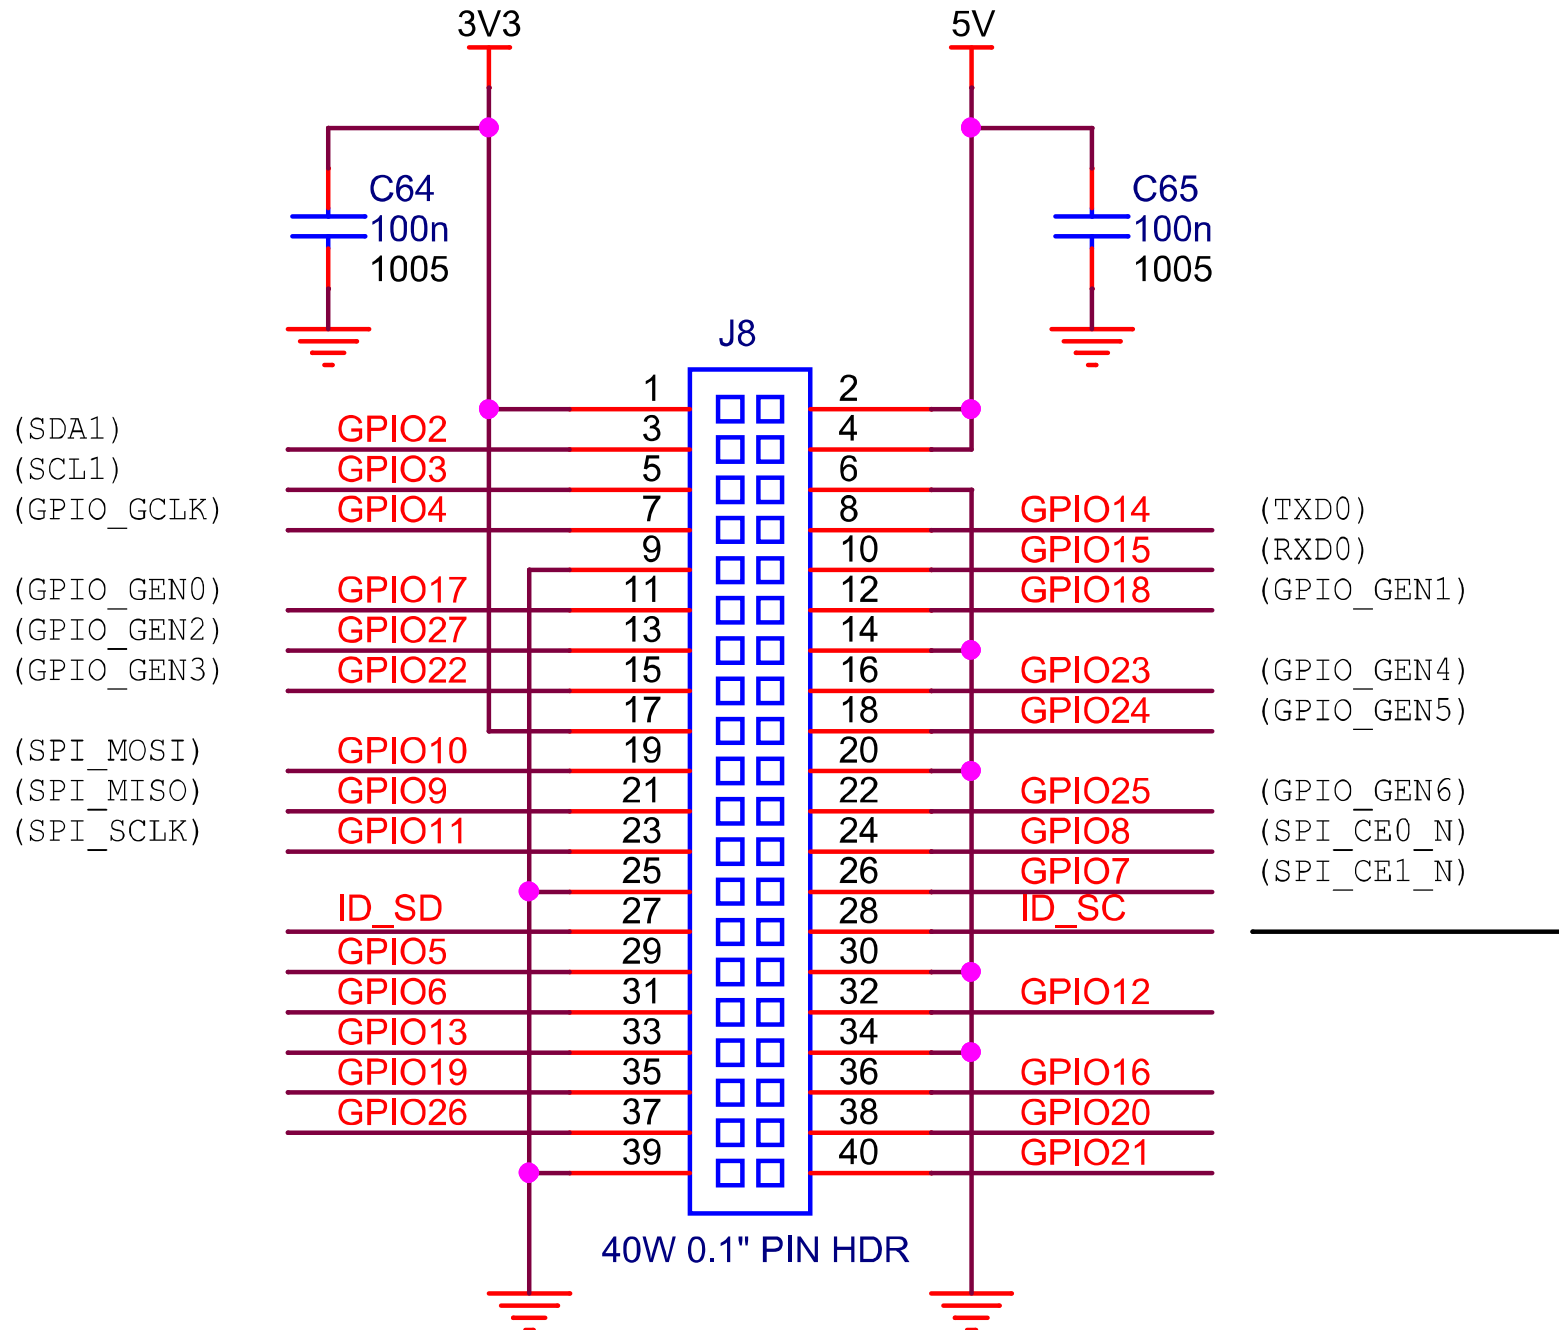 3V3 5V
C64 C65
100n 100n
1005 1005
J8
1 2
(SDA1) GPIO2 3 4
(SCL1) GPIO3 5 6
(GPIO_GCLK) GPIO4 7 8 GPIO14 (TXD0)
9 10 GPIO15 (RXD0)
(GPIO_GEN0) GPIO17 11 12 GPIO18 (GPIO_GEN1)
(GPIO_GEN2) GPIO27 13 14
(GPIO_GEN3) GPIO22 15 16 GPIO23 (GPIO_GEN4)
17 18 GPIO24 (GPIO_GEN5)
(SPI_MOSI) GPIO10 19 20
(SPI_MISO) GPIO9 21 22 GPIO25 (GPIO_GEN6)
(SPI_SCLK) GPIO11 23 24 GPIO8 (SPI_CE0_N)
25 26 GPIO7 (SPI_CE1_N)
ID_SD 27 28 ID_SC
GPIO5 29 30
GPIO6 31 32 GPIO12
GPIO13 33 34
GPIO19 35 36 GPIO16
GPIO26 37 38 GPIO20
39 40 GPIO21
40W 0.1" PIN HDR